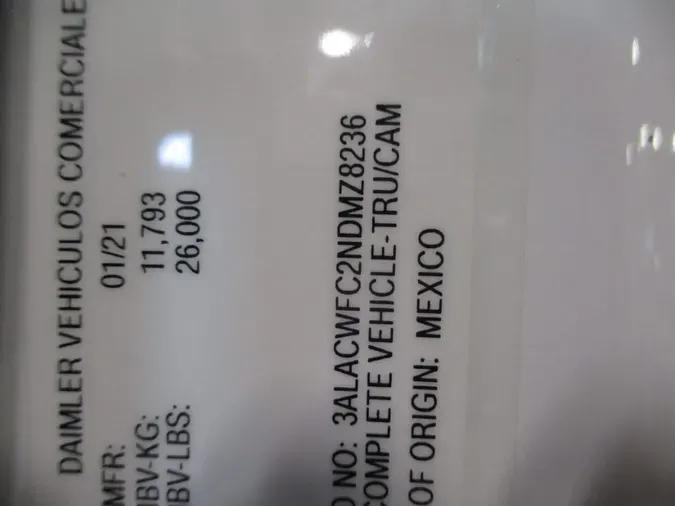 DAIMLER VEHICULOS COMERCIALE
MFR: 01/21
BV-KG: 11,793
BV-LBS: 26,000
NO: 3ALACWFC2NDMZ8236
COMPLETE VEHICLE-TRU/CAM
OF ORIGIN: MEXICO